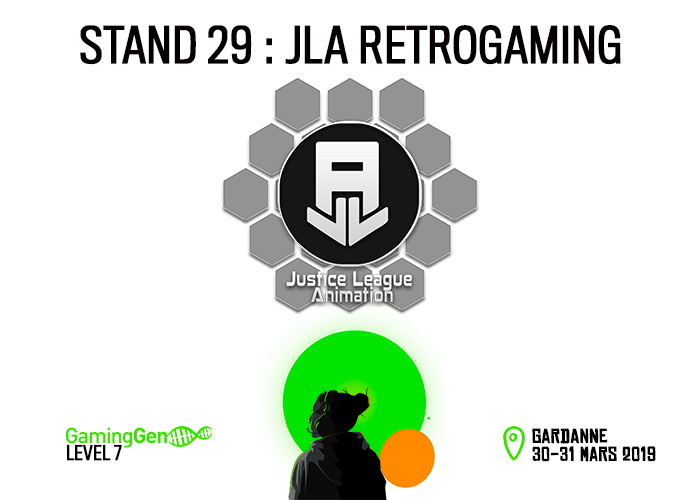 STAND 29 : JLA RETROGAMING
Justice League
Animation
GamingGen
LEVEL 7
GARDANNE
30-31 MARS 2019